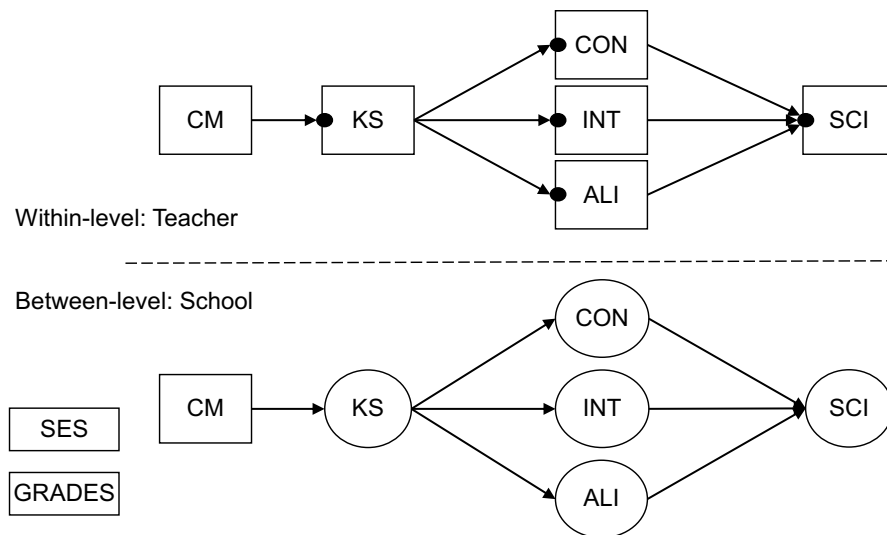 CON
CM
KS
INT
SCI
ALI
Within-level: Teacher
Between-level: School
CON
CM
KS
INT
SCI
SES
GRADES
ALI